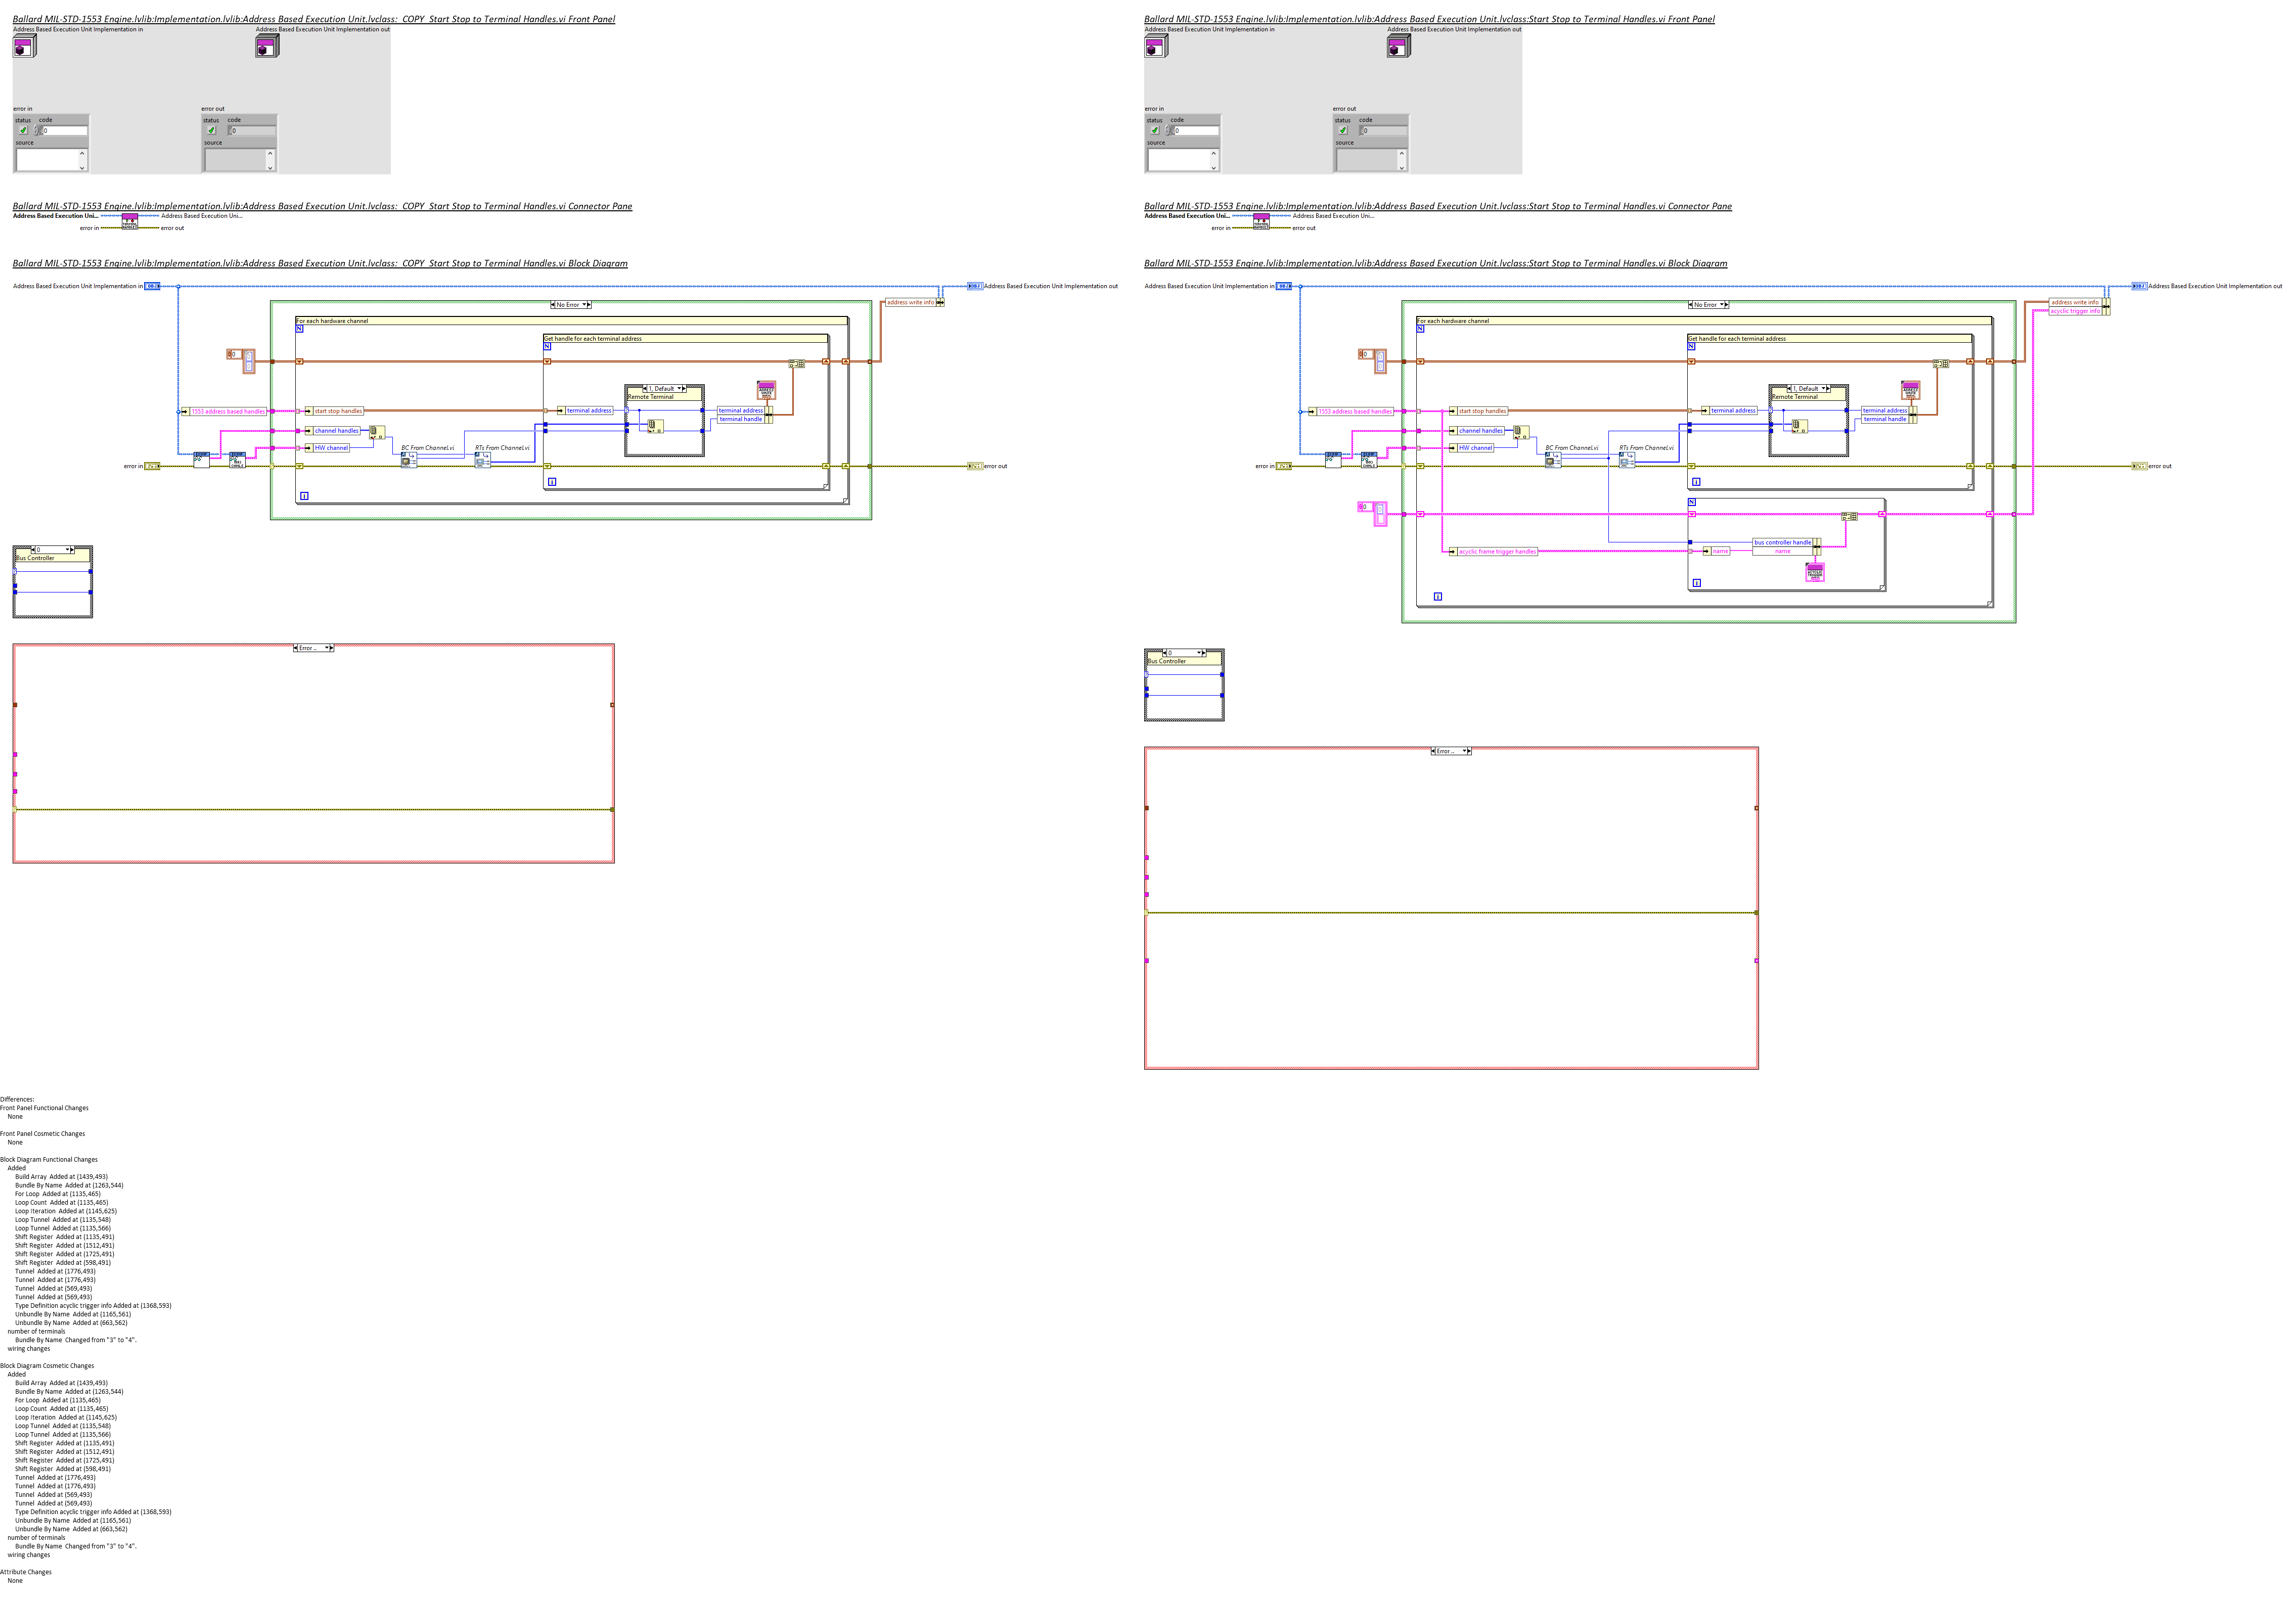 Ballard MIL-STD-1553 Engine.lvlib:Implementation.lvlib:Address Based Execution Unit.lvclass:_COPY_Start Stop to Terminal Handles.vi Front Panel
Address Based Execution Unit Implementation in
Address Based Execution Unit Implementation out
error in
error out
status code
0
status code
0
source
source
Ballard MIL-STD-1553 Engine.lvlib:Implementation.lvlib:Address Based Execution Unit.lvclass:_COPY_Start Stop to Terminal Handles.vi Connector Pane
Address Based Execution Uni...
Address Based Execution Uni...
error in
error out
Ballard MIL-STD-1553 Engine.lvlib:Implementation.lvlib:Address Based Execution Unit.lvclass:_COPY_Start Stop to Terminal Handles.vi Block Diagram
Address Based Execution Unit Implementation in
OBJ
Address Based Execution Unit Implementation out
No Error
address write info
For each hardware channel
N
Get handle for each terminal address
N
0
1, Default
Remote Terminal
1553 address based handles
start stop handles
terminal address
terminal address
terminal handle
channel handles
HW channel
BC From Channel.vi
RTs From Channel.vi
error in
error out
i
i
0
Bus Controller
Error
Ballard MIL-STD-1553 Engine.lvlib:Implementation.lvlib:Address Based Execution Unit.lvclass:Start Stop to Terminal Handles.vi Front Panel
Address Based Execution Unit Implementation in
Address Based Execution Unit Implementation out
error in
error out
status code
0
status code
0
source
source
Ballard MIL-STD-1553 Engine.lvlib:Implementation.lvlib:Address Based Execution Unit.lvclass:Start Stop to Terminal Handles.vi Connector Pane
Address Based Execution Uni...
Address Based Execution Uni...
error in
error out
Ballard MIL-STD-1553 Engine.lvlib:Implementation.lvlib:Address Based Execution Unit.lvclass:Start Stop to Terminal Handles.vi Block Diagram
Address Based Execution Unit Implementation in
OBJ
Address Based Execution Unit Implementation out
No Error
address write info
acyclic trigger info
For each hardware channel
N
Get handle for each terminal address
N
0
1, Default
Remote Terminal
1553 address based handles
start stop handles
terminal address
terminal address
terminal handle
channel handles
HW channel
BC From Channel.vi
RTs From Channel.vi
error in
error out
i
N
0
bus controller handle
acyclic frame trigger handles
name
name
i
i
0
Bus Controller
Error
Differences:
Front Panel Functional Changes
None
Front Panel Cosmetic Changes
None
Block Diagram Functional Changes
Added
Build Array Added at (1439,493)
Bundle By Name Added at (1263,544)
For Loop Added at (1135,465)
Loop Count Added at (1135,465)
Loop Iteration Added at (1145,625)
Loop Tunnel Added at (1135,548)
Loop Tunnel Added at (1135,566)
Shift Register Added at (1135,491)
Shift Register Added at (1512,491)
Shift Register Added at (1725,491)
Shift Register Added at (598,491)
Tunnel Added at (1776,493)
Tunnel Added at (1776,493)
Tunnel Added at (569,493)
Tunnel Added at (569,493)
Type Definition acyclic trigger info Added at (1368,593)
Unbundle By Name Added at (1165,561)
Unbundle By Name Added at (663,562)
number of terminals
Bundle By Name Changed from "3" to "4".
wiring changes
Block Diagram Cosmetic Changes
Added
Build Array Added at (1439,493)
Bundle By Name Added at (1263,544)
For Loop Added at (1135,465)
Loop Count Added at (1135,465)
Loop Iteration Added at (1145,625)
Loop Tunnel Added at (1135,548)
Loop Tunnel Added at (1135,566)
Shift Register Added at (1135,491)
Shift Register Added at (1512,491)
Shift Register Added at (1725,491)
Shift Register Added at (598,491)
Tunnel Added at (1776,493)
Tunnel Added at (1776,493)
Tunnel Added at (569,493)
Tunnel Added at (569,493)
Type Definition acyclic trigger info Added at (1368,593)
Unbundle By Name Added at (1165,561)
Unbundle By Name Added at (663,562)
number of terminals
Bundle By Name Changed from "3" to "4".
wiring changes
Attribute Changes
None